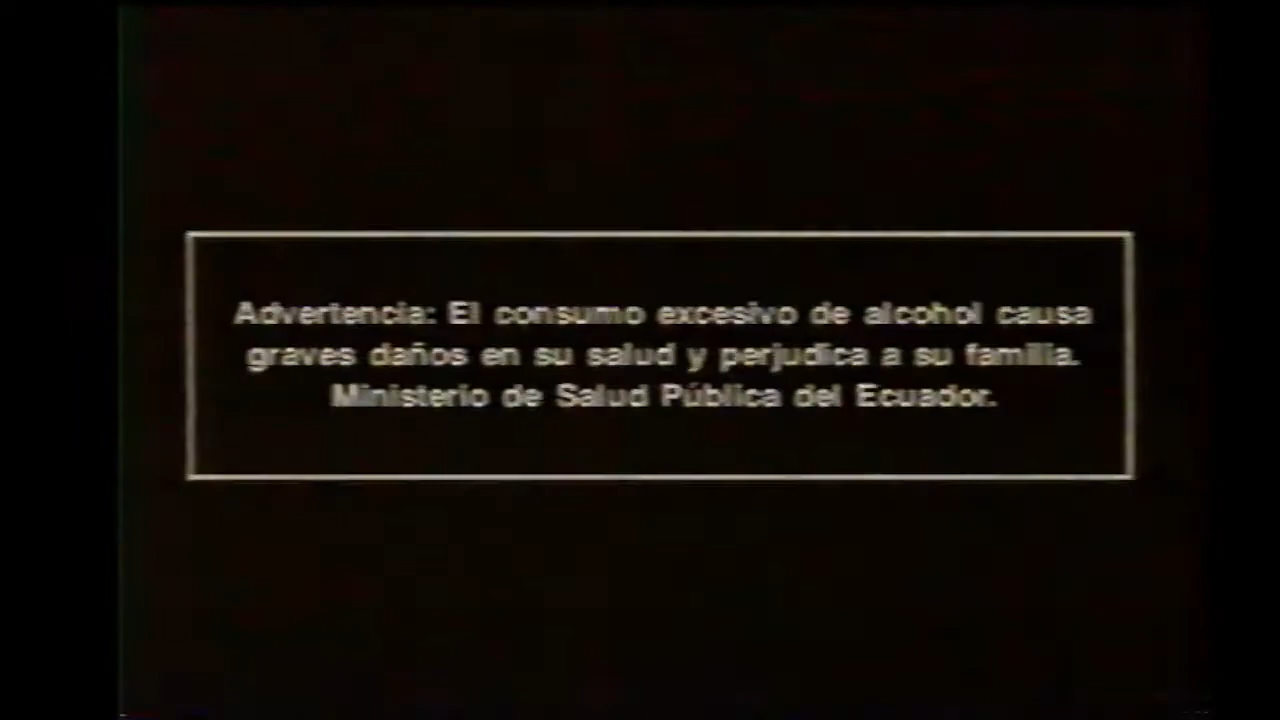 Advertencia: El consumo excesivo de alcohol causa
graves daños en su salud y perjudica a su familia.
Ministerio de Salud Pública del Ecuador.